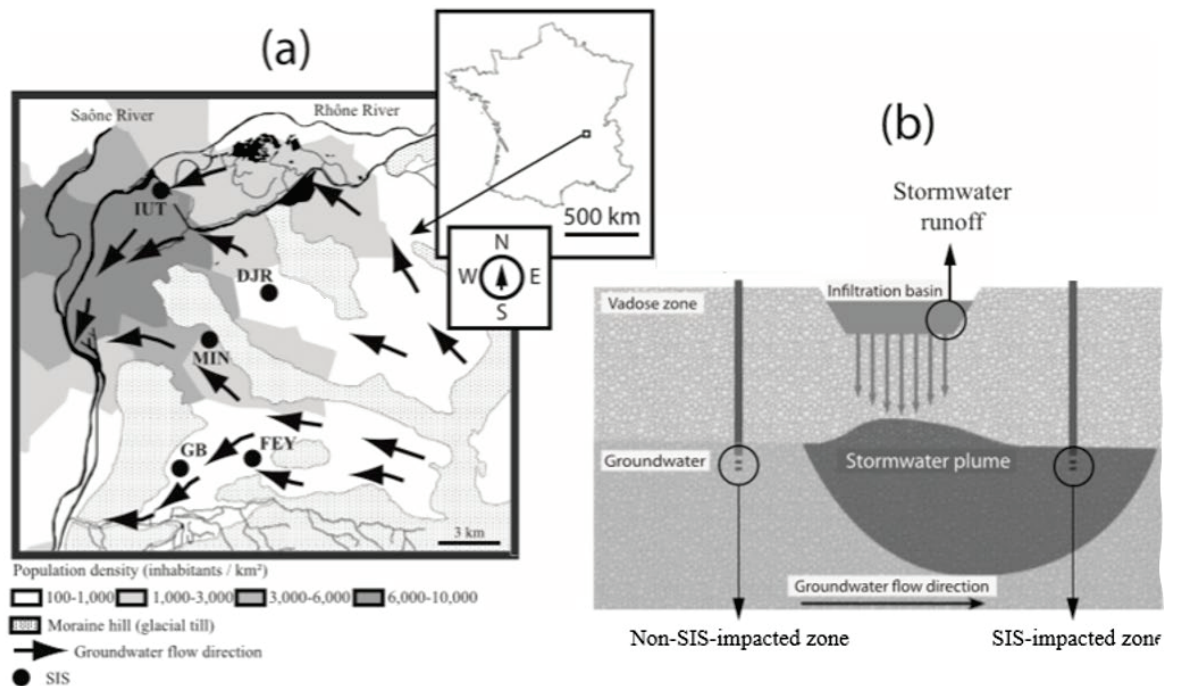 (a)
Saône River
Rhône River
IUT
DJR
MIN
GB
FEY
3 km
500 km
N
W E
S
Population density (inhabitants / km²)
100-1,000 1,000-3,000 3,000-6,000 6,000-10,000
Moraine hill (glacial till)
Groundwater flow direction
SIS
(b)
Stormwater
runoff
Infiltration basin
Vadose zone
Groundwater
Stormwater plume
Groundwater flow direction
Non-SIS-impacted zone
SIS-impacted zone